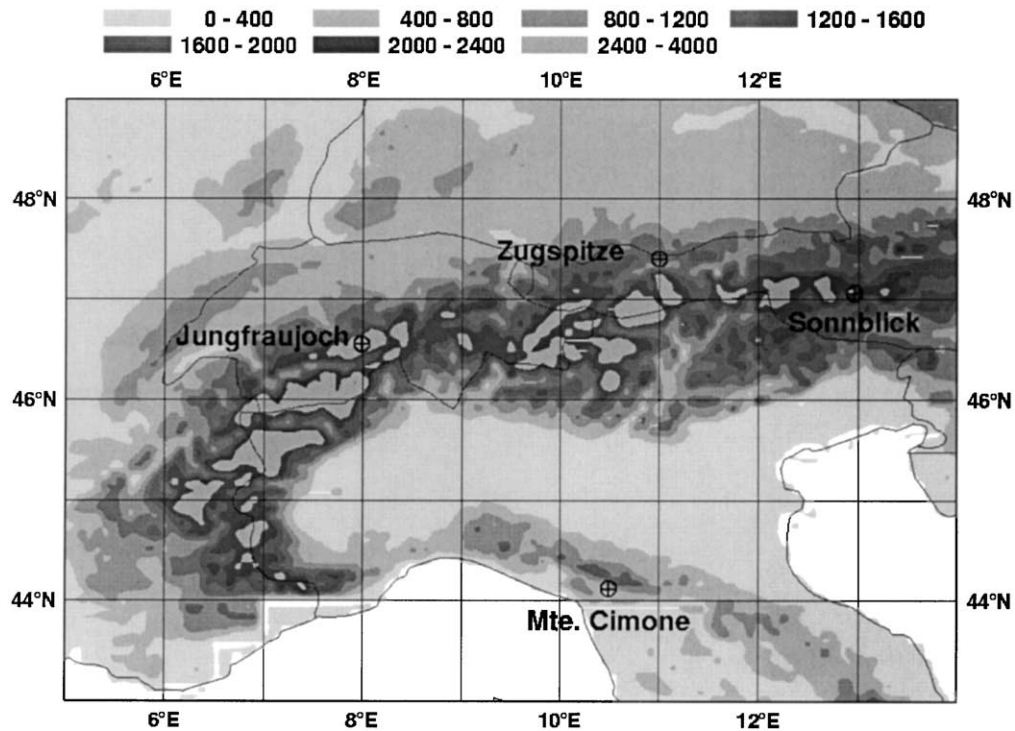 0 - 400 400 - 800 800 - 1200 1200 - 1600
1600 - 2000 2000 - 2400 2400 - 4000
6°E 8°E 10°E 12°E
48°N 48°N
Zugspitze
Sonnblick
Jungfraujoch
46°N 46°N
44°N 44°N
Mte. Cimone
6°E 8°E 10°E 12°E